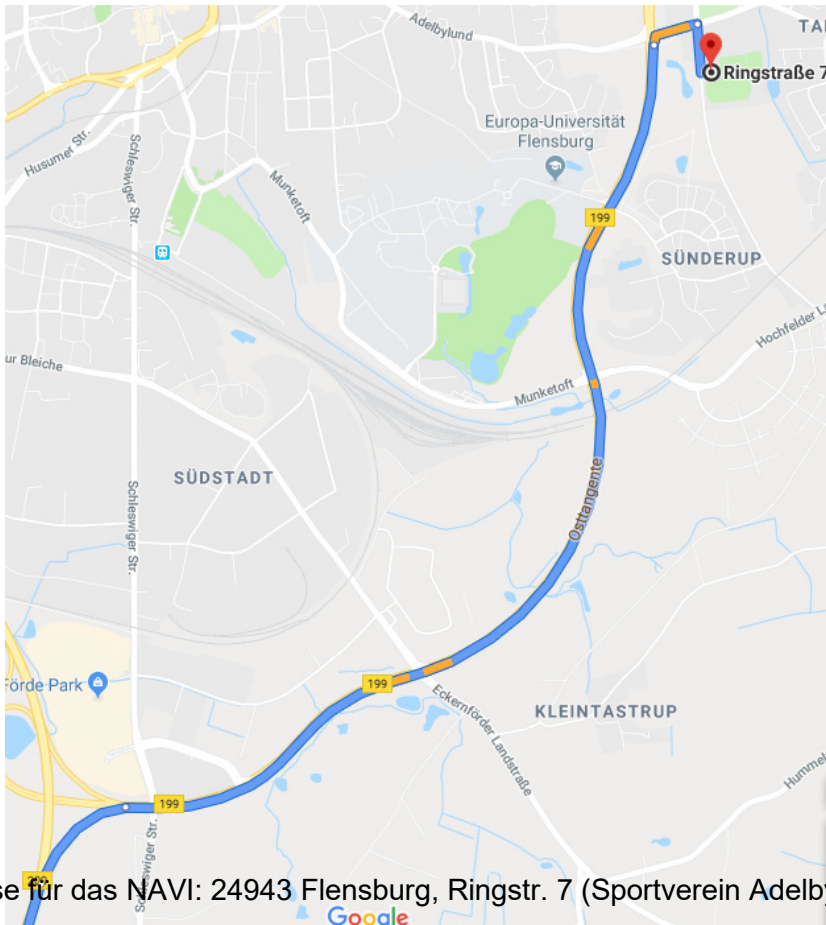 Adelbylund
TA
Ringstraße 7
Europa-Universität
Flensburg
Husumer Str.
Schleswiger Str.
Munketoft
199
SÜNDERUP
Hochfelder
ur Bleiche
Munketoft
SÜDSTADT
Osttangente
Schleswiger Str.
Förde Park
199
Eckernförder Landstraße
KLEINTASTRUP
199
Schleswiger Str.
se für das NAVI: 24943 Flensburg, Ringstr. 7 (Sportverein Adelby
Google